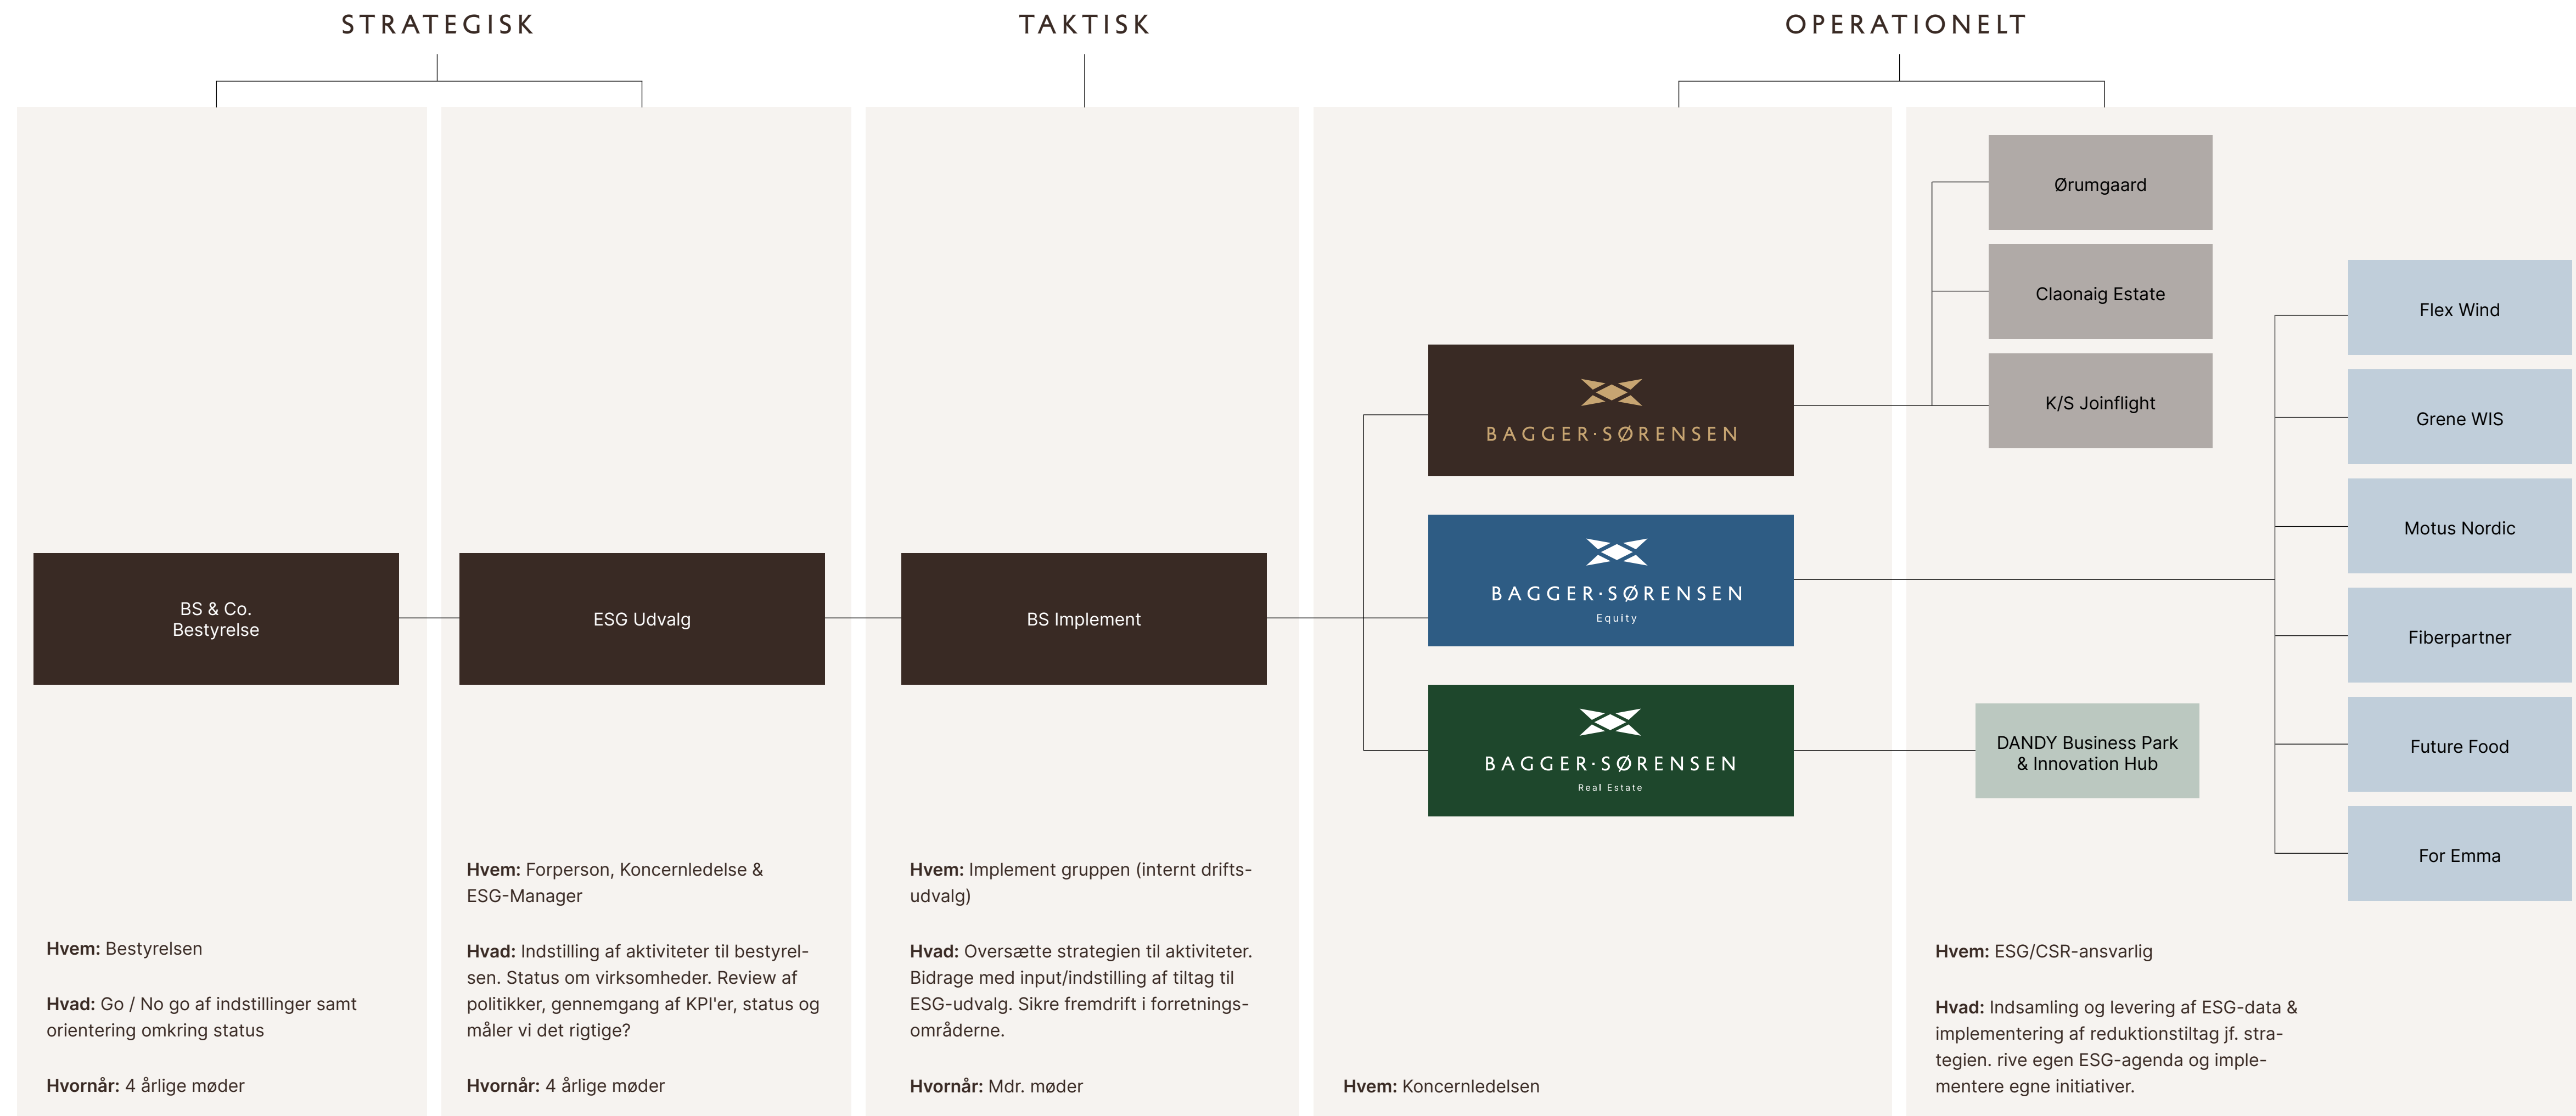 STRATEGISK
TAKTISK
OPERATIONELT
BS & Co.
Bestyrelse
Hvem: Bestyrelsen
Hvad: Go / No go af indstillinger samt
orientering omkring status
Hvornår: 4 årlige møder
ESG Udvalg
Hvem: Forperson, Koncernledelse &
ESG-Manager
Hvad: Indstilling af aktiviteter til bestyrel-
sen. Status om virksomheder. Review af
politikker, gennemgang af KPI'er, status og
måler vi det rigtige?
Hvornår: 4 årlige møder
BS Implement
Hvem: Implement gruppen (internt drifts-
udvalg)
Hvad: Oversætte strategien til aktiviteter.
Bidrage med input/indstilling af tiltag til
ESG-udvalg. Sikre fremdrift i forretnings-
områderne.
Hvornår: Mdr. møder
BAGGER·SØRENSEN
BAGGER·SØRENSEN
Equity
BAGGER·SØRENSEN
Real Estate
Hvem: Koncernledelsen
Ørumgaard
Claonaig Estate
K/S Joinflight
DANDY Business Park
& Innovation Hub
Flex Wind
Grene WIS
Motus Nordic
Fiberpartner
Future Food
For Emma
Hvem: ESG/CSR-ansvarlig
Hvad: Indsamling og levering af ESG-data &
implementering af reduktionstiltag jf. stra-
tegien. rive egen ESG-agenda og imple-
mentere egne initiativer.